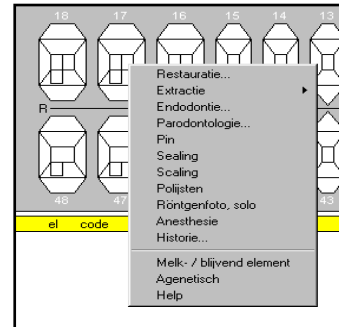 18 17 16 15 14 13
R
Restauratie...
Extractie
Endodontie...
Parodontologie...
Pin
Sealing
Scaling
Polijsten
Röntgenfoto, solo
Anesthesie
Historie...
Melk- / blijvend element
Agenetisch
Help
48 47 43
el code